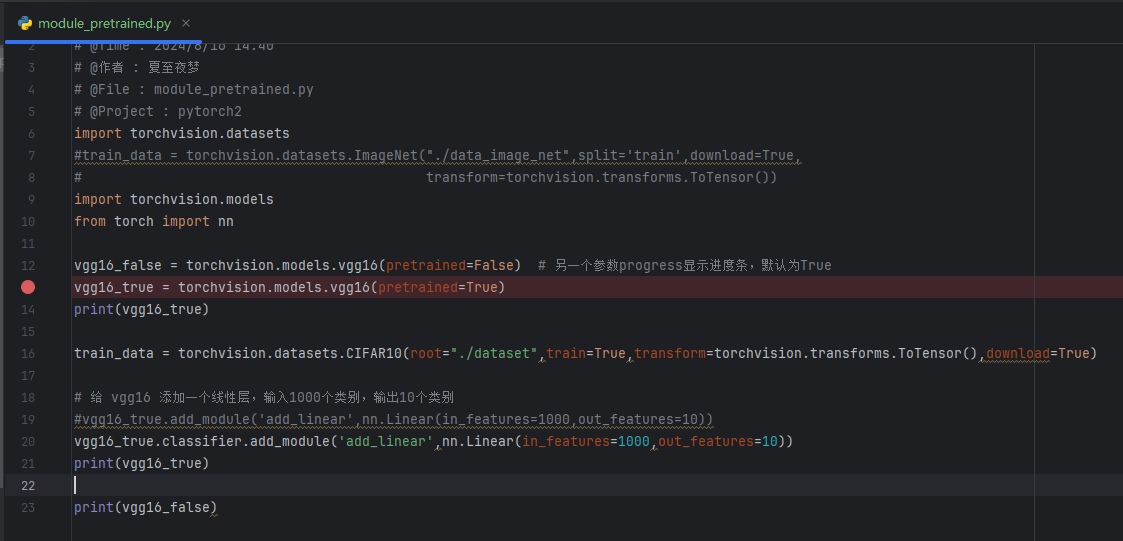 module_pretrained.py
2 # @Time : 2024/8/16 14:40
3 # @作者 : 夏至夜梦
4 # @File : module_pretrained.py
5 # @Project : pytorch2
6 import torchvision.datasets
7 #train_data = torchvision.datasets.ImageNet("./data_image_net",split='train',download=True,
8 #                                         transform=torchvision.transforms.ToTensor())
9 import torchvision.models
10 from torch import nn
11
12 vgg16_false = torchvision.models.vgg16(pretrained=False)  # 另一个参数progress显示进度条，默认为True
vgg16_true = torchvision.models.vgg16(pretrained=True)
14 print(vgg16_true)
15
16 train_data = torchvision.datasets.CIFAR10(root="./dataset",train=True,transform=torchvision.transforms.ToTensor(),download=True)
17
18 # 给 vgg16 添加一个线性层，输入1000个类别，输出10个类别
19 #vgg16_true.add_module('add_linear',nn.Linear(in_features=1000,out_features=10))
20 vgg16_true.classifier.add_module('add_linear',nn.Linear(in_features=1000,out_features=10))
21 print(vgg16_true)
22
23 print(vgg16_false)